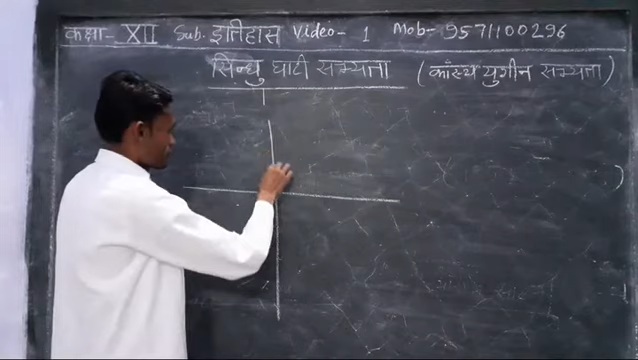 कक्षा- XII Sub. इतिहास Video- 1 Mob- 9571100296
सिन्धु घाटी सभ्यता (काँस्य युगीन सभ्यता)